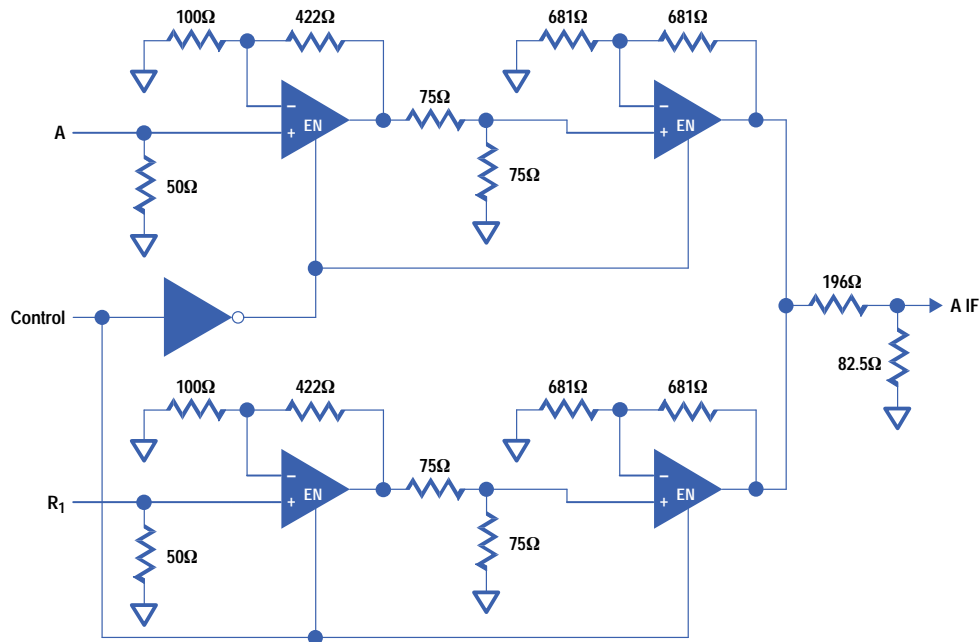 100Ω 422Ω 681Ω 681Ω
− EN +
75Ω
− EN +
A
50Ω
75Ω
Control
196Ω
A IF
82.5Ω
100Ω 422Ω 681Ω 681Ω
− EN +
75Ω
− EN +
R1
50Ω
75Ω